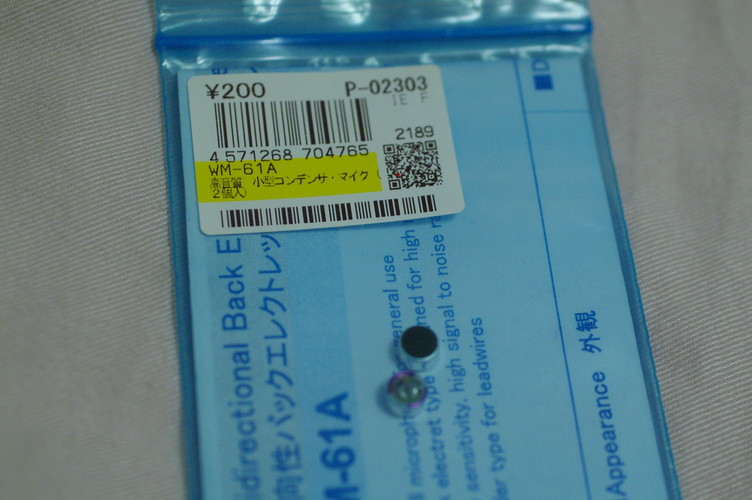 ¥200
P-02303
IE F
2189
4 571268 704765
WM-61A
高音質 小型コンデンサ・マイク(
2個入)
idirectional Back E
向性バックエレクトレッ
M-61A
general use
microph
ned for high
electret type
sensitivity, high signal to noise ra
er type for leadwires
Appearance 外観
■D